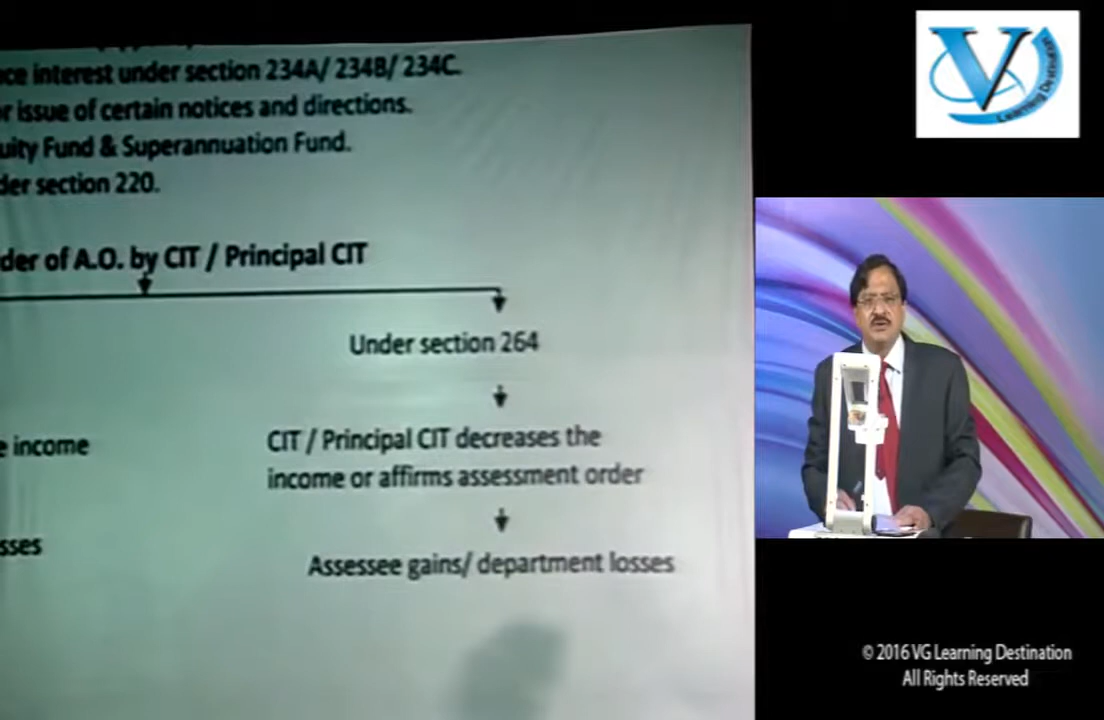 ce interest under section 234A/ 234B/ 234C.
r issue of certain notices and directions.
uity Fund & Superannuation Fund.
der section 220.
der of A.O. by CIT / Principal CIT
Under section 264
e income
CIT / Principal CIT decreases the
income or affirms assessment order
sses
Assessee gains/ department losses
V
Learning Destination
© 2016 VG Learning Destination
All Rights Reserved